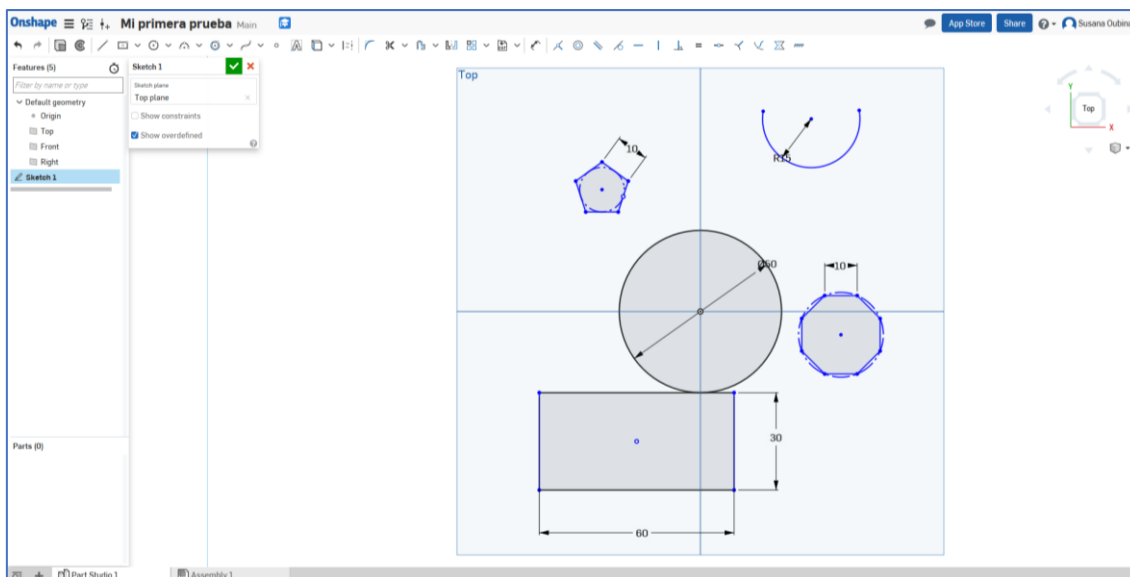 Onshape Mi primera prueba Main App Store Share Susana Oubina
Features (5)
Filter by name or type
Default geometry
Origin
Top
Front
Right
Sketch 1
Sketch 1
Sketch plane
Top plane
Show constraints
Show overdefined
Top
10
R15
Ø50
10
30
60
Y
Top
X
Parts (0)
Part Studio 1 Assembly 1